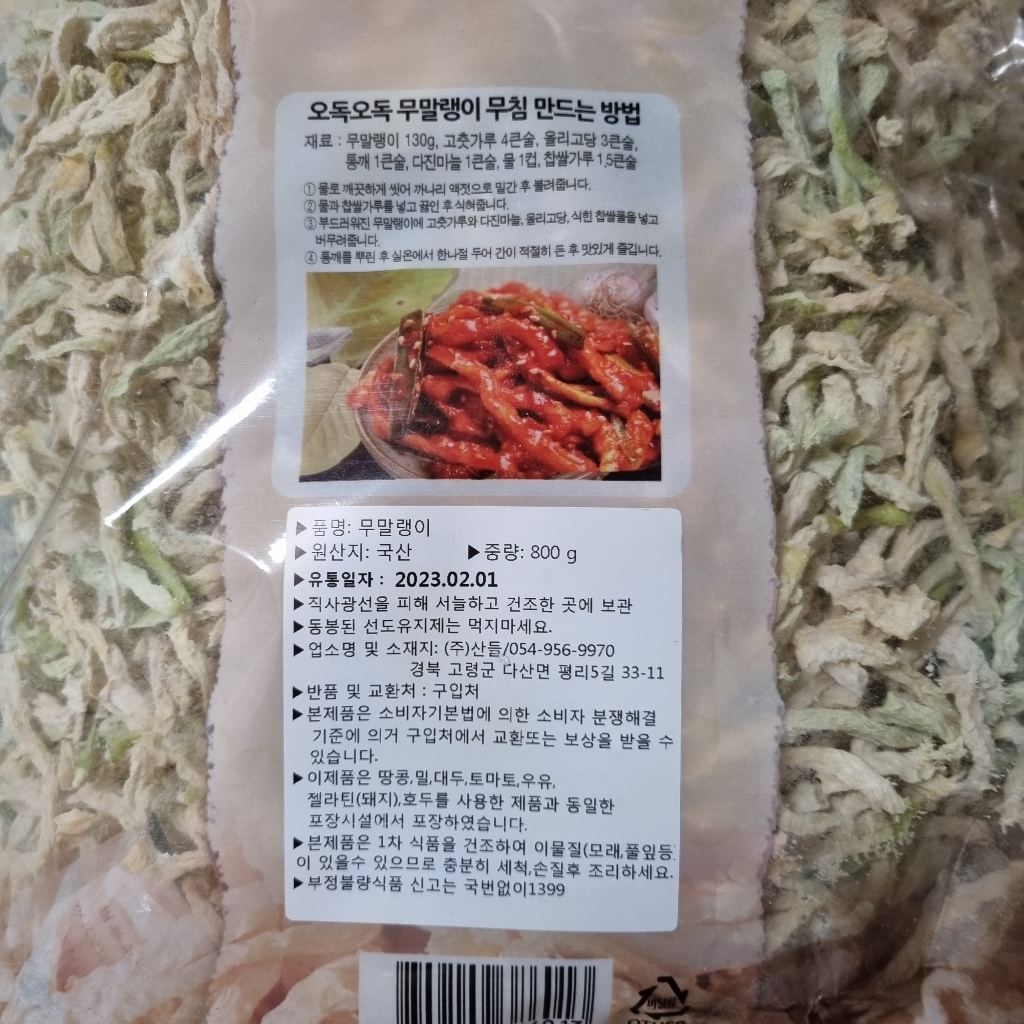 오독오독 무말랭이 무침 만드는 방법
재료 : 무말랭이 130g, 고춧가루 4큰술, 올리고당 3큰술,
통깨 1큰술, 다진마늘 1큰술, 물 1컵, 찹쌀가루 1,5큰술
① 물로 깨끗하게 씻어 까나리 액젓으로 밑간 후 불려줍니다.
② 물과 찹쌀가루를 넣고 끓인 후 식혀줍니다.
③ 부드러워진 무말랭이에 고춧가루와 다진마늘, 올리고당, 식힌 찹쌀풀을 넣고
버무려줍니다.
④ 통깨를 뿌린 후 실온에서 한나절 두어 간이 적절히 든 후 맛있게 즐깁니다.
▶품명: 무말랭이
▶원산지: 국산 ▶중량: 800 g
▶유통일자 : 2023.02.01
▶직사광선을 피해 서늘하고 건조한 곳에 보관
▶동봉된 선도유지제는 먹지마세요.
▶업소명 및 소재지: (주)산들/054-956-9970
경북 고령군 다산면 평리5길 33-11
▶반품 및 교환처 : 구입처
▶본제품은 소비자기본법에 의한 소비자 분쟁해결
기준에 의거 구입처에서 교환또는 보상을 받을 수
있습니다.
▶이제품은 땅콩,밀,대두,토마토,우유,
젤라틴(돼지),호두를 사용한 제품과 동일한
포장시설에서 포장하였습니다.
▶본제품은 1차 식품을 건조하여 이물질(모래,풀잎등
이 있을수 있으므로 충분히 세척,손질후 조리하세요.
▶부정불량식품 신고는 국번없이1399
비닐류
OTHER